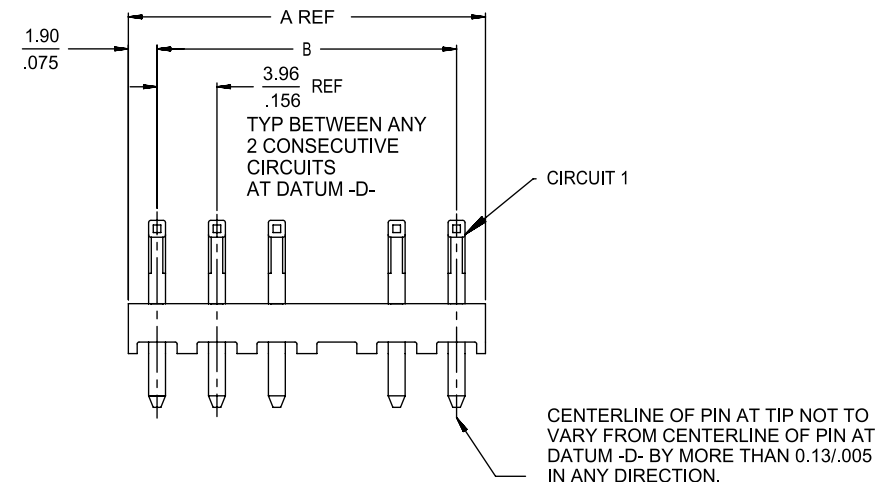 A REF
1.90
.075
B
3.96
.156
REF
TYP BETWEEN ANY
2 CONSECUTIVE
CIRCUITS
AT DATUM -D-
CIRCUIT 1
CENTERLINE OF PIN AT TIP NOT TO
VARY FROM CENTERLINE OF PIN AT
DATUM -D- BY MORE THAN 0.13/.005
IN ANY DIRECTION.